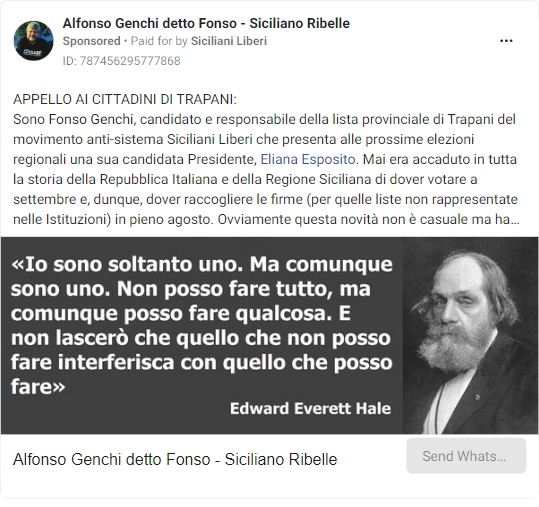 Alfonso Genchi detto Fonso - Siciliano Ribelle
Sponsored • Paid for by Siciliani Liberi
ID: 787456295777868
APPELLO AI CITTADINI DI TRAPANI:
Sono Fonso Genchi, candidato e responsabile della lista provinciale di Trapani del
movimento anti-sistema Siciliani Liberi che presenta alle prossime elezioni
regionali una sua candidata Presidente, Eliana Esposito. Mai era accaduto in tutta
la storia della Repubblica Italiana e della Regione Siciliana di dover votare a
settembre e, dunque, dover raccogliere le firme (per quelle liste non rappresentate
nelle Istituzioni) in pieno agosto. Ovviamente questa novità non è casuale ma ha...
«Io sono soltanto uno. Ma comunque
sono uno. Non posso fare tutto, ma
comunque posso fare qualcosa. E
non lascerò che quello che non posso
fare interferisca con quello che posso
fare»
Edward Everett Hale
Alfonso Genchi detto Fonso - Siciliano Ribelle
Send Whats...